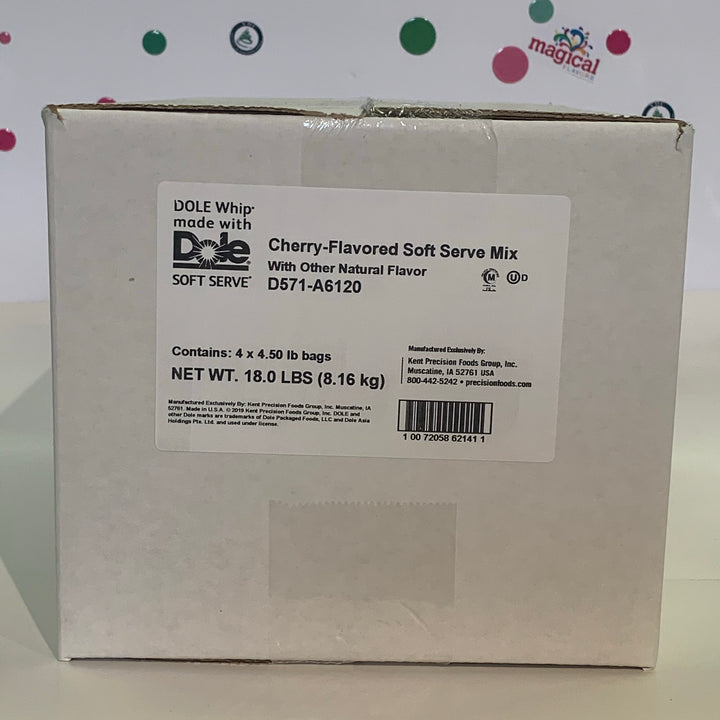 magical
FLAVORS
DOLE Whip®
made with
Dole
SOFT SERVE®
Cherry-Flavored Soft Serve Mix
With Other Natural Flavor
D571-A6120
U D
Contains: 4 x 4.50 lb bags
NET WT. 18.0 LBS (8.16 kg)
Manufactured Exclusively By:
Kent Precision Foods Group, Inc.
Muscatine, IA 52761 USA
800-442-5242 • precisionfoods.com
Manufactured Exclusively By: Kent Precision Foods Group, Inc. Muscatine, IA
52761. Made in U.S.A. © 2019 Kent Precision Foods Group, Inc. DOLE and
other Dole marks are trademarks of Dole Packaged Foods, LLC and Dole Asia
Holdings Pte. Ltd. and used under license.
1 00 72058 62141 1